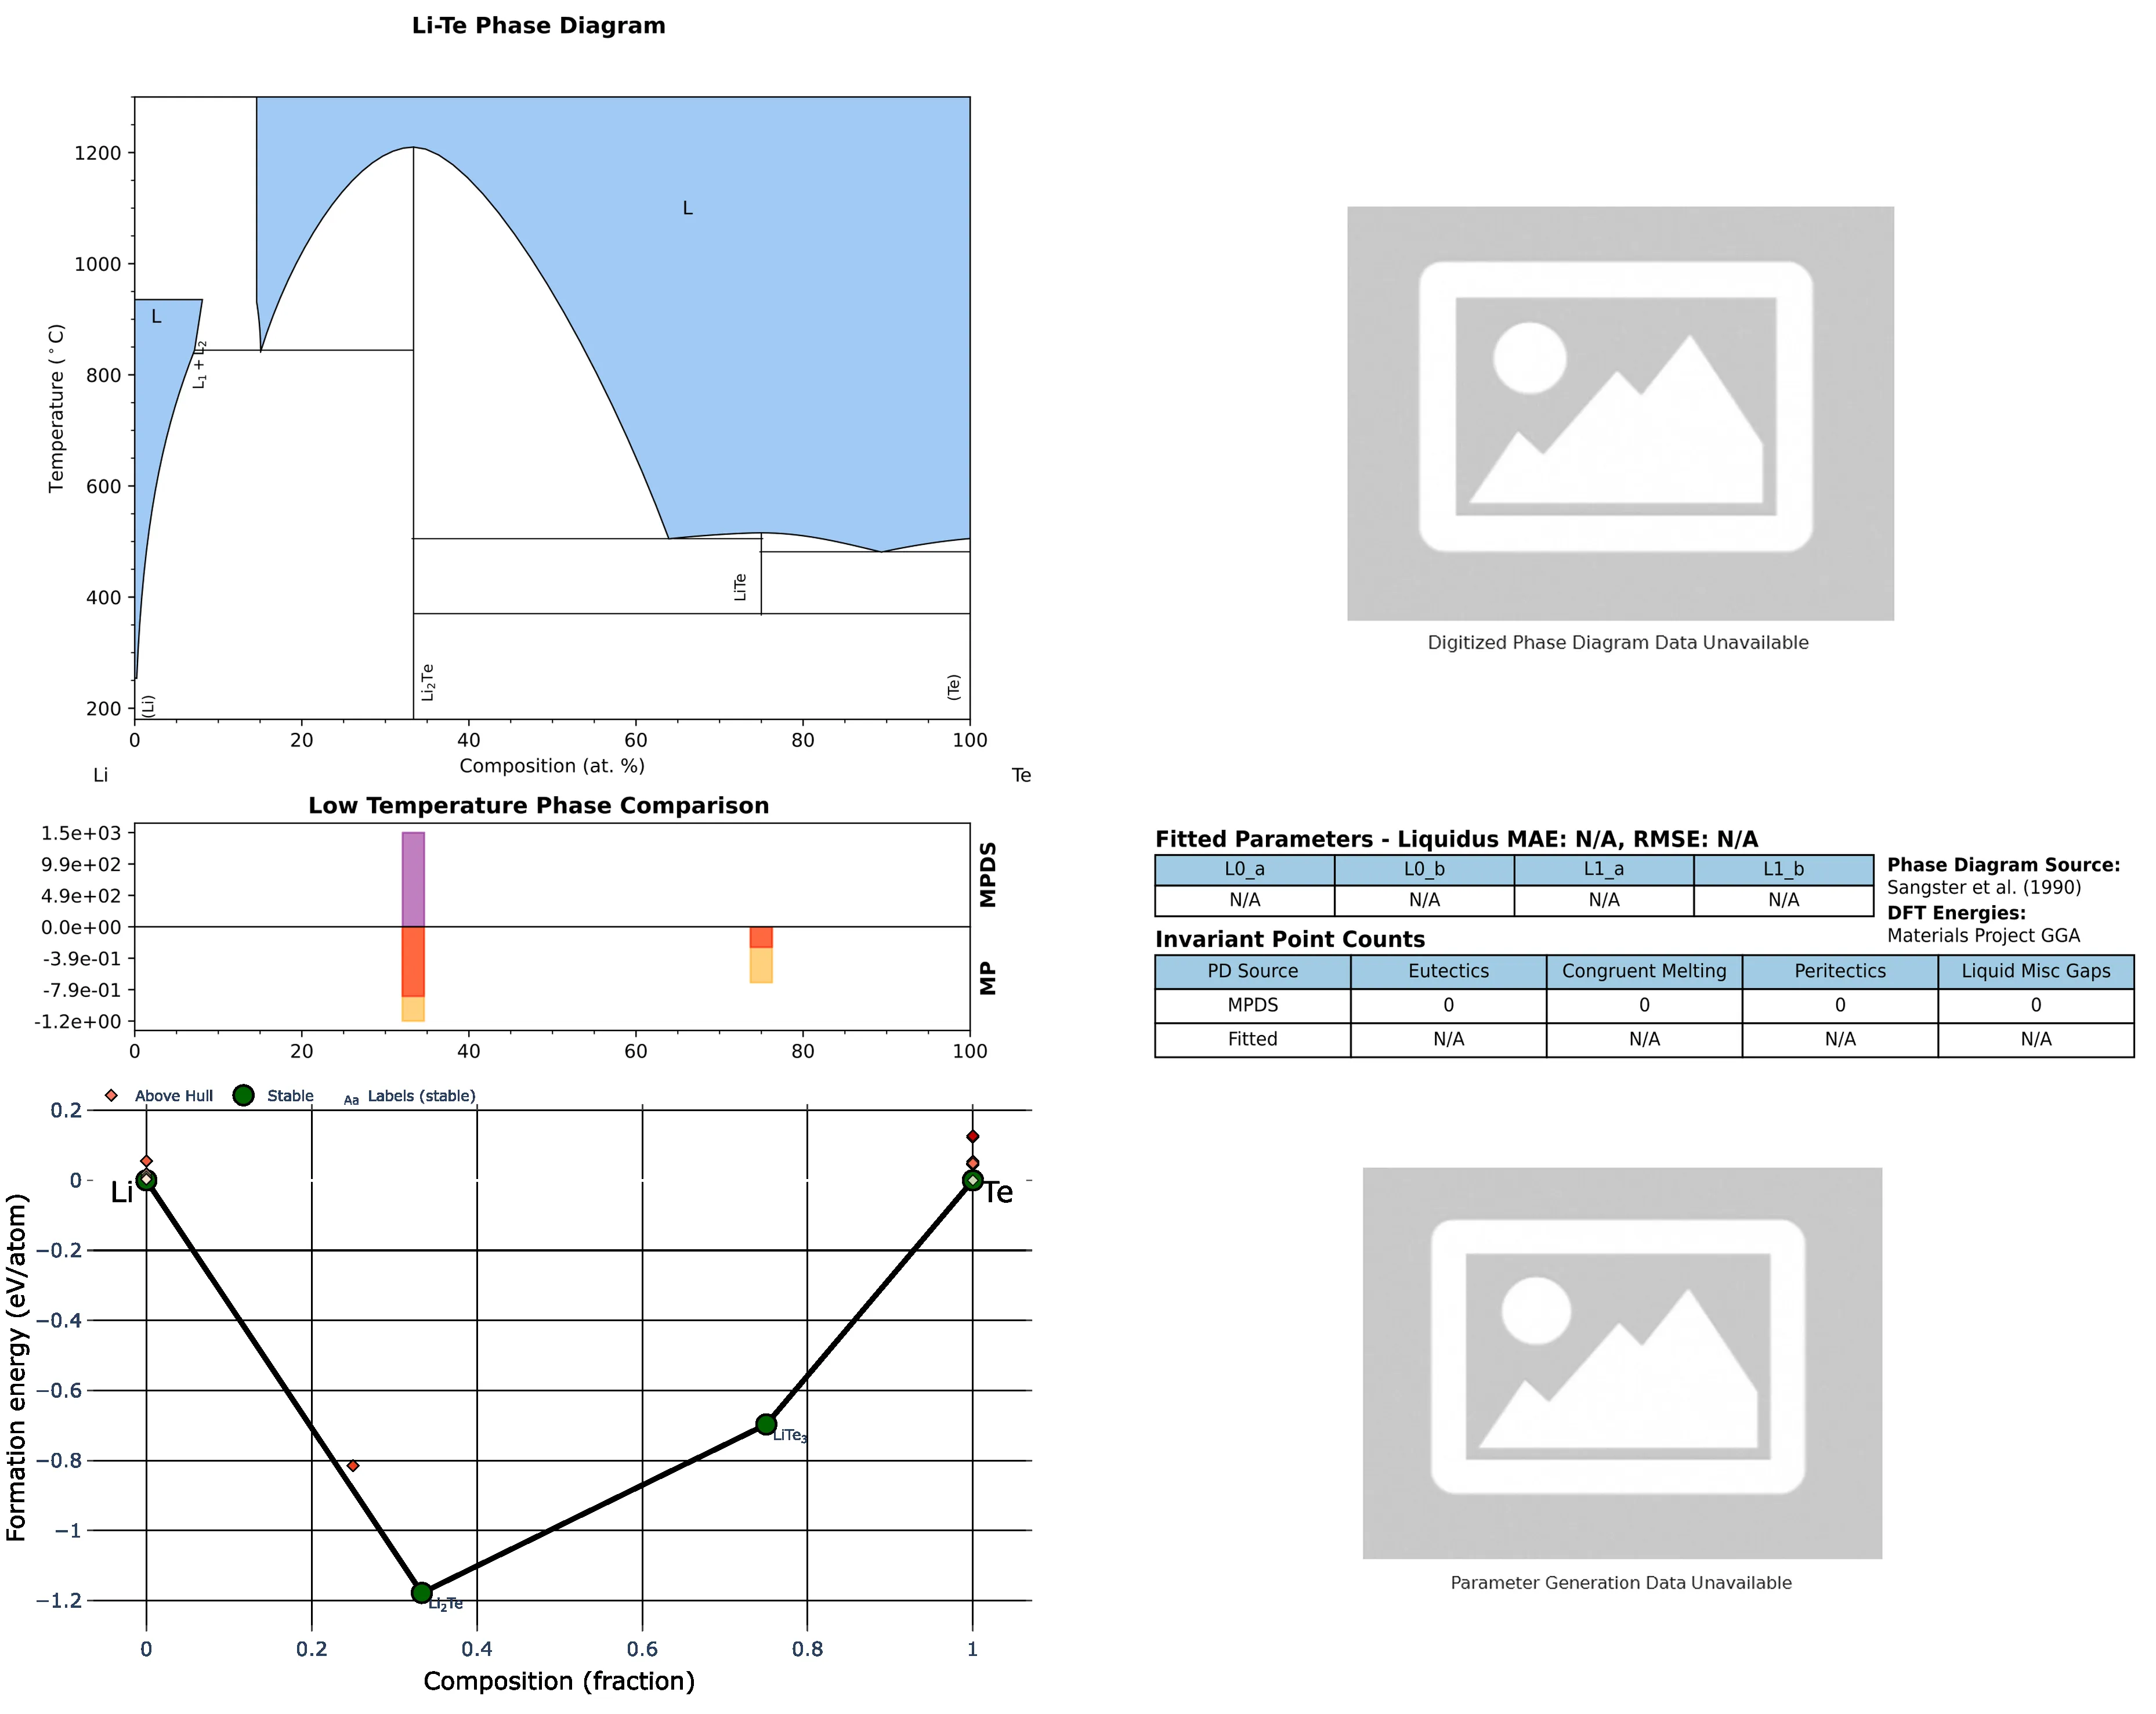 Li-Te Phase Diagram
1200
1000
800
600
400
200
Temperature (°C)
L
L
L₁ + L₂
LiTe
Li₂Te
(Li)
(Te)
0 20 40 60 80 100
Composition (at. %)
Li Te
Digitized Phase Diagram Data Unavailable
Low Temperature Phase Comparison
1.5e+03
9.9e+02
4.9e+02
0.0e+00
-3.9e-01
-7.9e-01
-1.2e+00
MPDS
MP
0 20 40 60 80 100
Fitted Parameters - Liquidus MAE: N/A, RMSE: N/A
L0_a L0_b L1_a L1_b
N/A N/A N/A N/A
Phase Diagram Source:
Sangster et al. (1990)
DFT Energies:
Materials Project GGA
Invariant Point Counts
PD Source Eutectics Congruent Melting Peritectics Liquid Misc Gaps
MPDS 0 0 0 0
Fitted N/A N/A N/A N/A
Above Hull Stable Aa Labels (stable)
0.2
0
−0.2
−0.4
−0.6
−0.8
−1
−1.2
Formation energy (eV/atom)
Li
Te
LiTe₃
Li₂Te
0 0.2 0.4 0.6 0.8 1
Composition (fraction)
Parameter Generation Data Unavailable